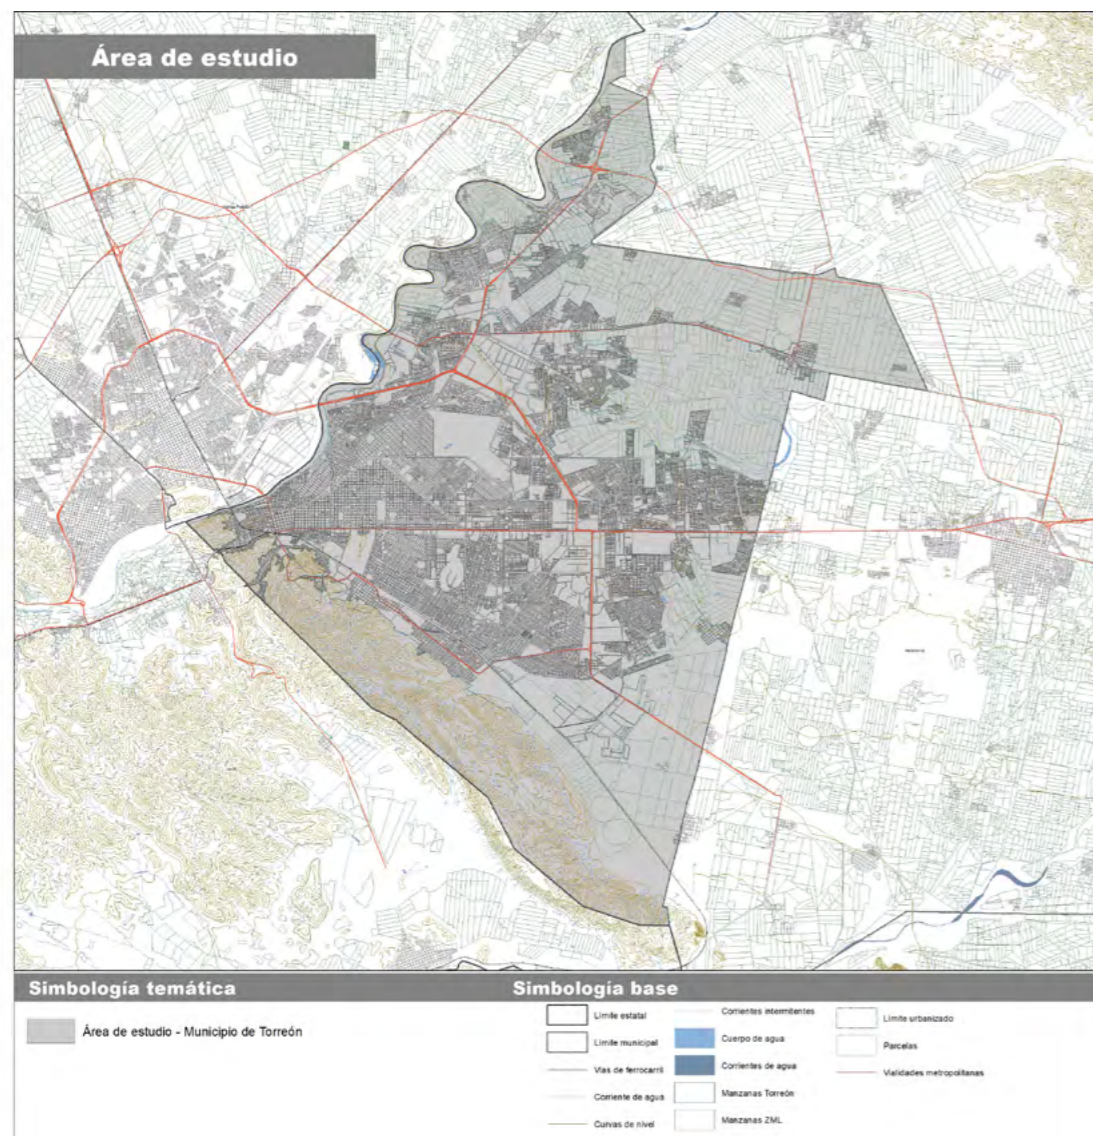 Área de estudio
Simbología temática
Área de estudio - Municipio de Torreón
Simbología base
Límite estatal
Límite municipal
Vías de ferrocarril
Corriente de agua
Curvas de nivel
Corrientes intermitentes
Cuerpo de agua
Corrientes de agua
Manzanas Torreón
Manzanas ZML
Límite urbanizado
Parcelas
Vialidades metropolitanas